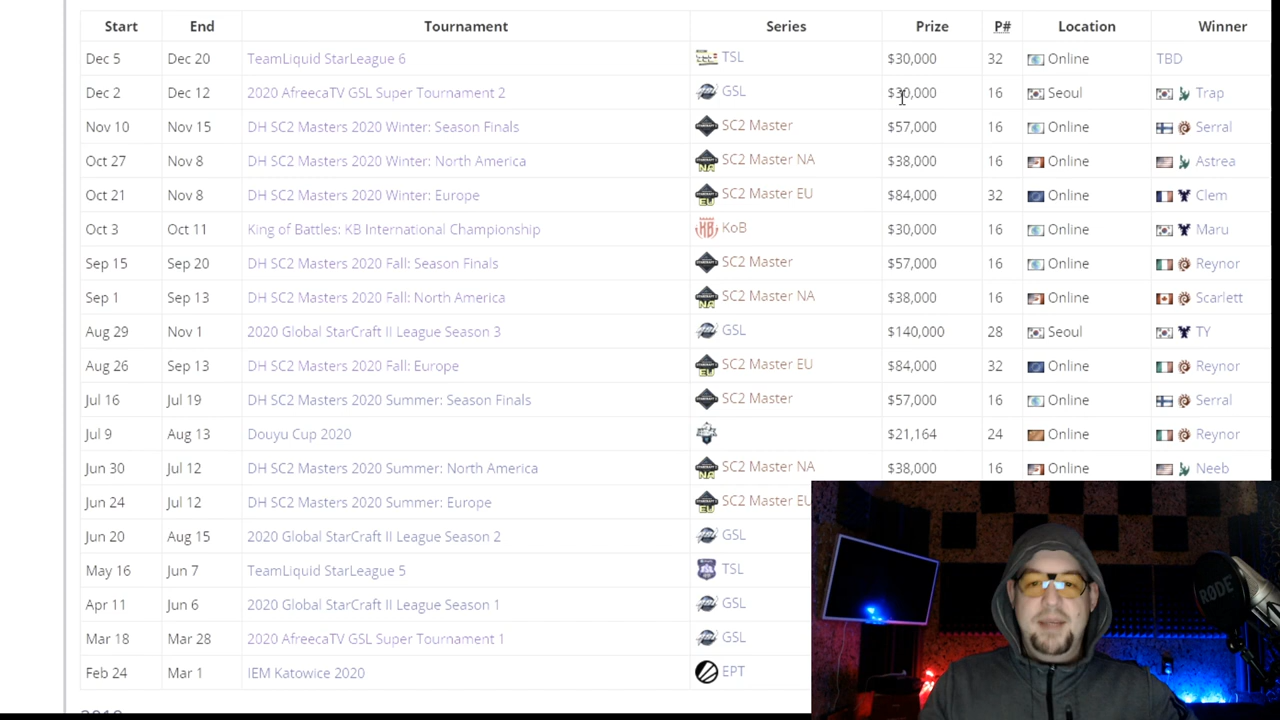 Start End Tournament Series Prize P# Location Winner
Dec 5 Dec 20 TeamLiquid StarLeague 6 TSL $30,000 32 Online TBD
Dec 2 Dec 12 2020 AfreecaTV GSL Super Tournament 2 GSL $30,000 16 Seoul Trap
Nov 10 Nov 15 DH SC2 Masters 2020 Winter: Season Finals SC2 Master $57,000 16 Online Serral
Oct 27 Nov 8 DH SC2 Masters 2020 Winter: North America SC2 Master NA $38,000 16 Online Astrea
Oct 21 Nov 8 DH SC2 Masters 2020 Winter: Europe SC2 Master EU $84,000 32 Online Clem
Oct 3 Oct 11 King of Battles: KB International Championship KoB $30,000 16 Online Maru
Sep 15 Sep 20 DH SC2 Masters 2020 Fall: Season Finals SC2 Master $57,000 16 Online Reynor
Sep 1 Sep 13 DH SC2 Masters 2020 Fall: North America SC2 Master NA $38,000 16 Online Scarlett
Aug 29 Nov 1 2020 Global StarCraft II League Season 3 GSL $140,000 28 Seoul TY
Aug 26 Sep 13 DH SC2 Masters 2020 Fall: Europe SC2 Master EU $84,000 32 Online Reynor
Jul 16 Jul 19 DH SC2 Masters 2020 Summer: Season Finals SC2 Master $57,000 16 Online Serral
Jul 9 Aug 13 Douyu Cup 2020 $21,164 24 Online Reynor
Jun 30 Jul 12 DH SC2 Masters 2020 Summer: North America SC2 Master NA $38,000 16 Online Neeb
Jun 24 Jul 12 DH SC2 Masters 2020 Summer: Europe SC2 Master EU
Jun 20 Aug 15 2020 Global StarCraft II League Season 2 GSL
May 16 Jun 7 TeamLiquid StarLeague 5 TSL
Apr 11 Jun 6 2020 Global StarCraft II League Season 1 GSL
Mar 18 Mar 28 2020 AfreecaTV GSL Super Tournament 1 GSL
Feb 24 Mar 1 IEM Katowice 2020 EPT
RODE